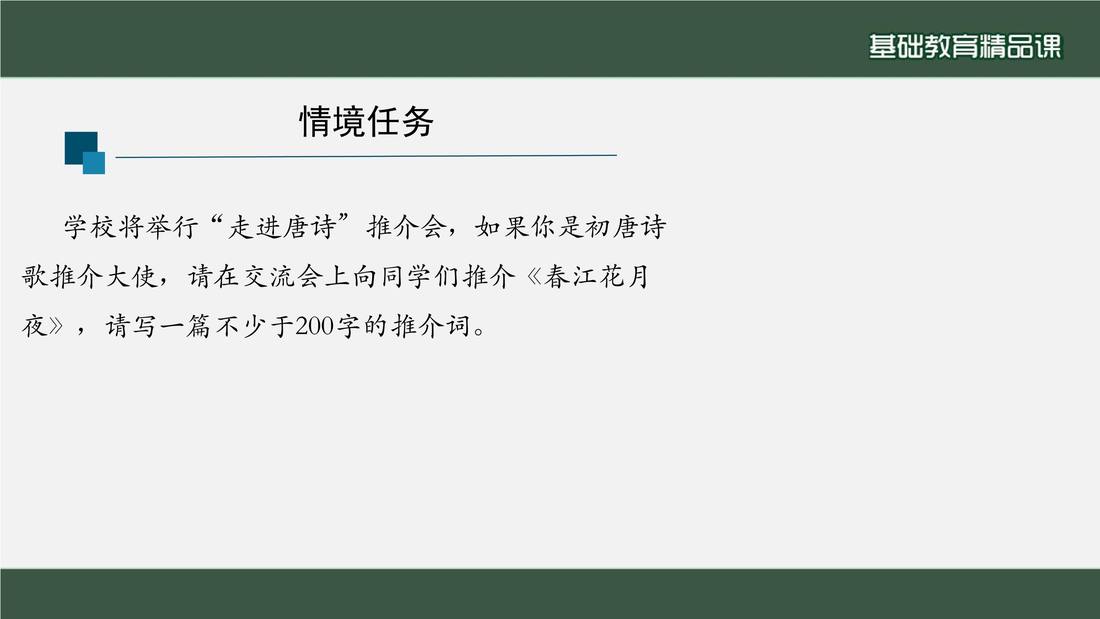 基础教育精品课
情境任务
学校将举行“走进唐诗”推介会，如果你是初唐诗
歌推介大使，请在交流会上向同学们推介《春江花月
夜》，请写一篇不少于200字的推介词。